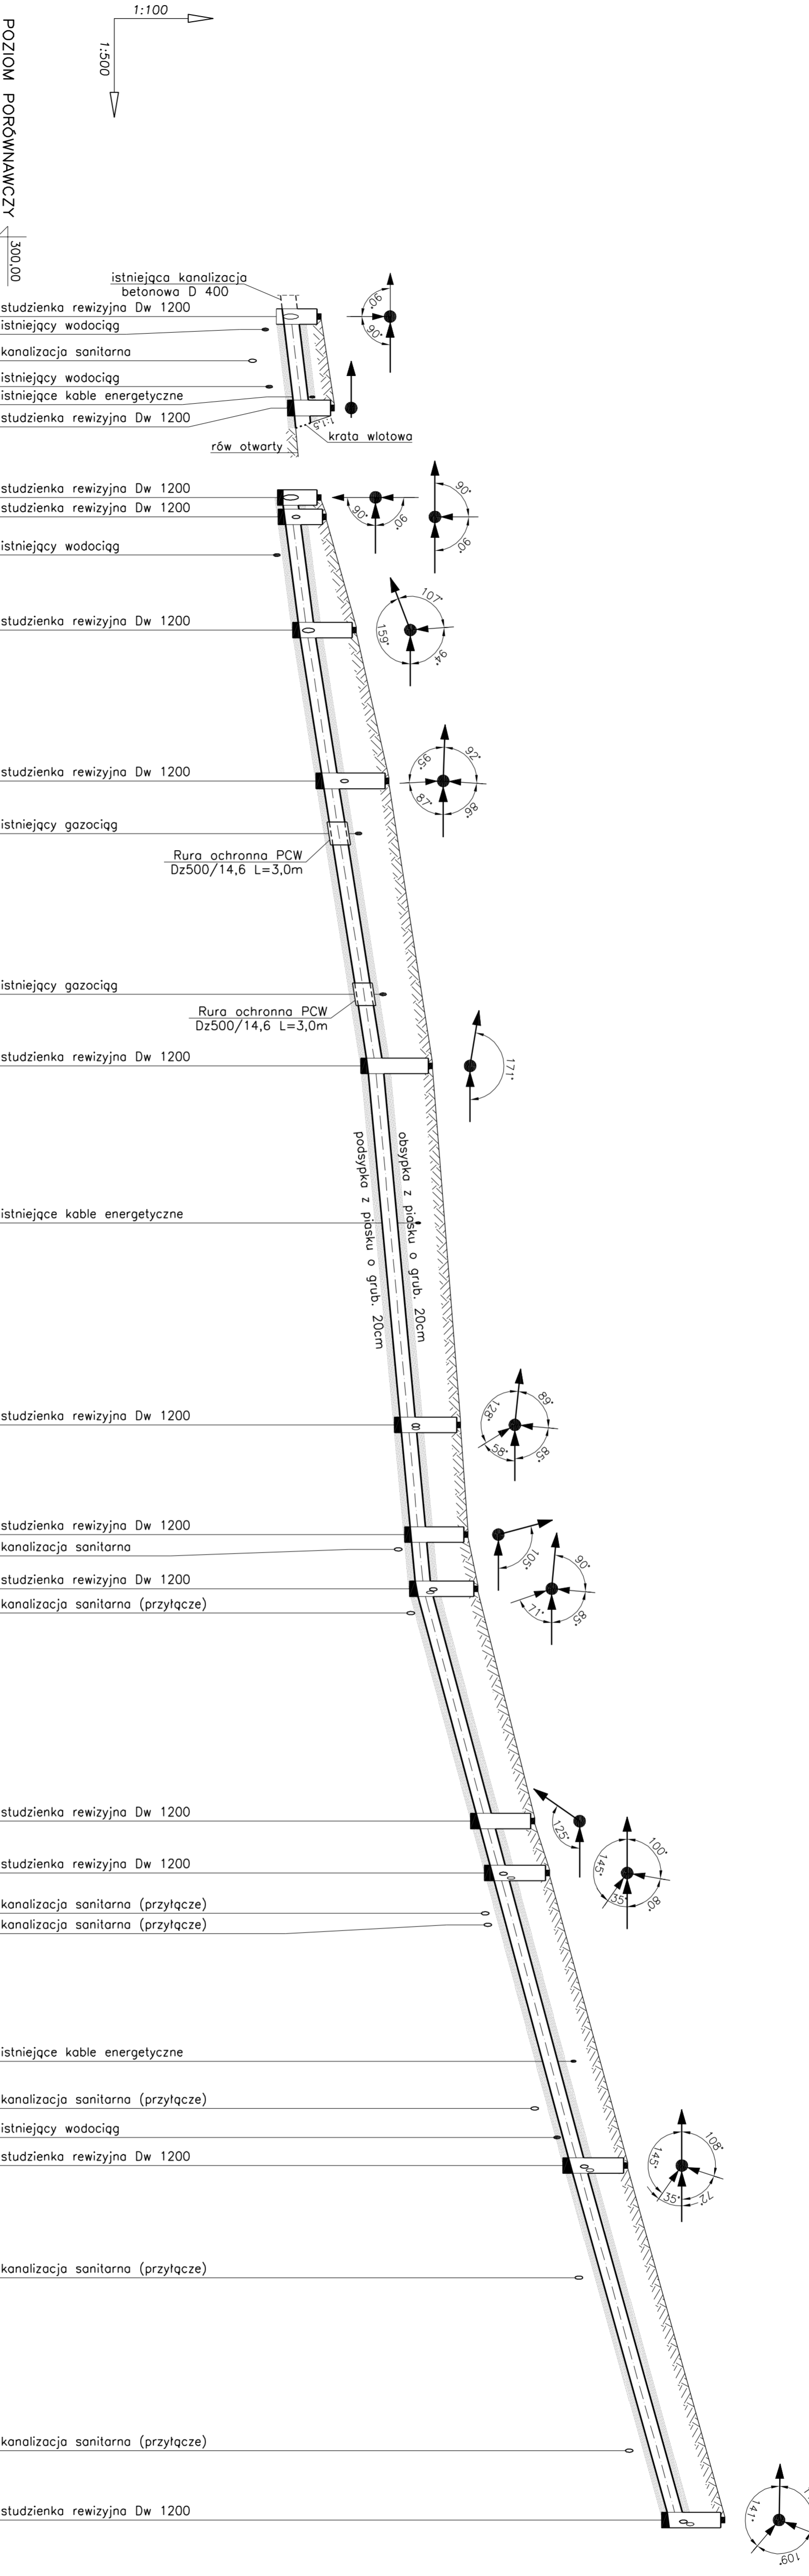 1:100
1:500
POZIOM PORÓWNAWCZY
300,00
istniejąca kanalizacja
betonowa D 400
studzienka rewizyjna Dw 1200
90°
90°
istniejący wodociąg
kanalizacja sanitarna
istniejący wodociąg
istniejące kable energetyczne
studzienka rewizyjna Dw 1200
1:1,5
krata wlotowa
rów otwarty
studzienka rewizyjna Dw 1200
90°
90°
studzienka rewizyjna Dw 1200
90°
90°
istniejący wodociąg
studzienka rewizyjna Dw 1200
107°
159°
94°
studzienka rewizyjna Dw 1200
95°
92°
87°
86°
istniejący gazociąg
Rura ochronna PCW
Dz500/14,6 L=3,0m
istniejący gazociąg
Rura ochronna PCW
Dz500/14,6 L=3,0m
studzienka rewizyjna Dw 1200
171°
obsypka z piasku o grub. 20cm
podsypka z piasku o grub. 20cm
istniejące kable energetyczne
studzienka rewizyjna Dw 1200
89°
128°
58°
85°
studzienka rewizyjna Dw 1200
105°
kanalizacja sanitarna
studzienka rewizyjna Dw 1200
90°
71°
85°
kanalizacja sanitarna (przyłącze)
studzienka rewizyjna Dw 1200
125°
studzienka rewizyjna Dw 1200
100°
145°
35°
80°
kanalizacja sanitarna (przyłącze)
kanalizacja sanitarna (przyłącze)
istniejące kable energetyczne
kanalizacja sanitarna (przyłącze)
istniejący wodociąg
studzienka rewizyjna Dw 1200
108°
145°
35°
72°
kanalizacja sanitarna (przyłącze)
kanalizacja sanitarna (przyłącze)
studzienka rewizyjna Dw 1200
141°
109°